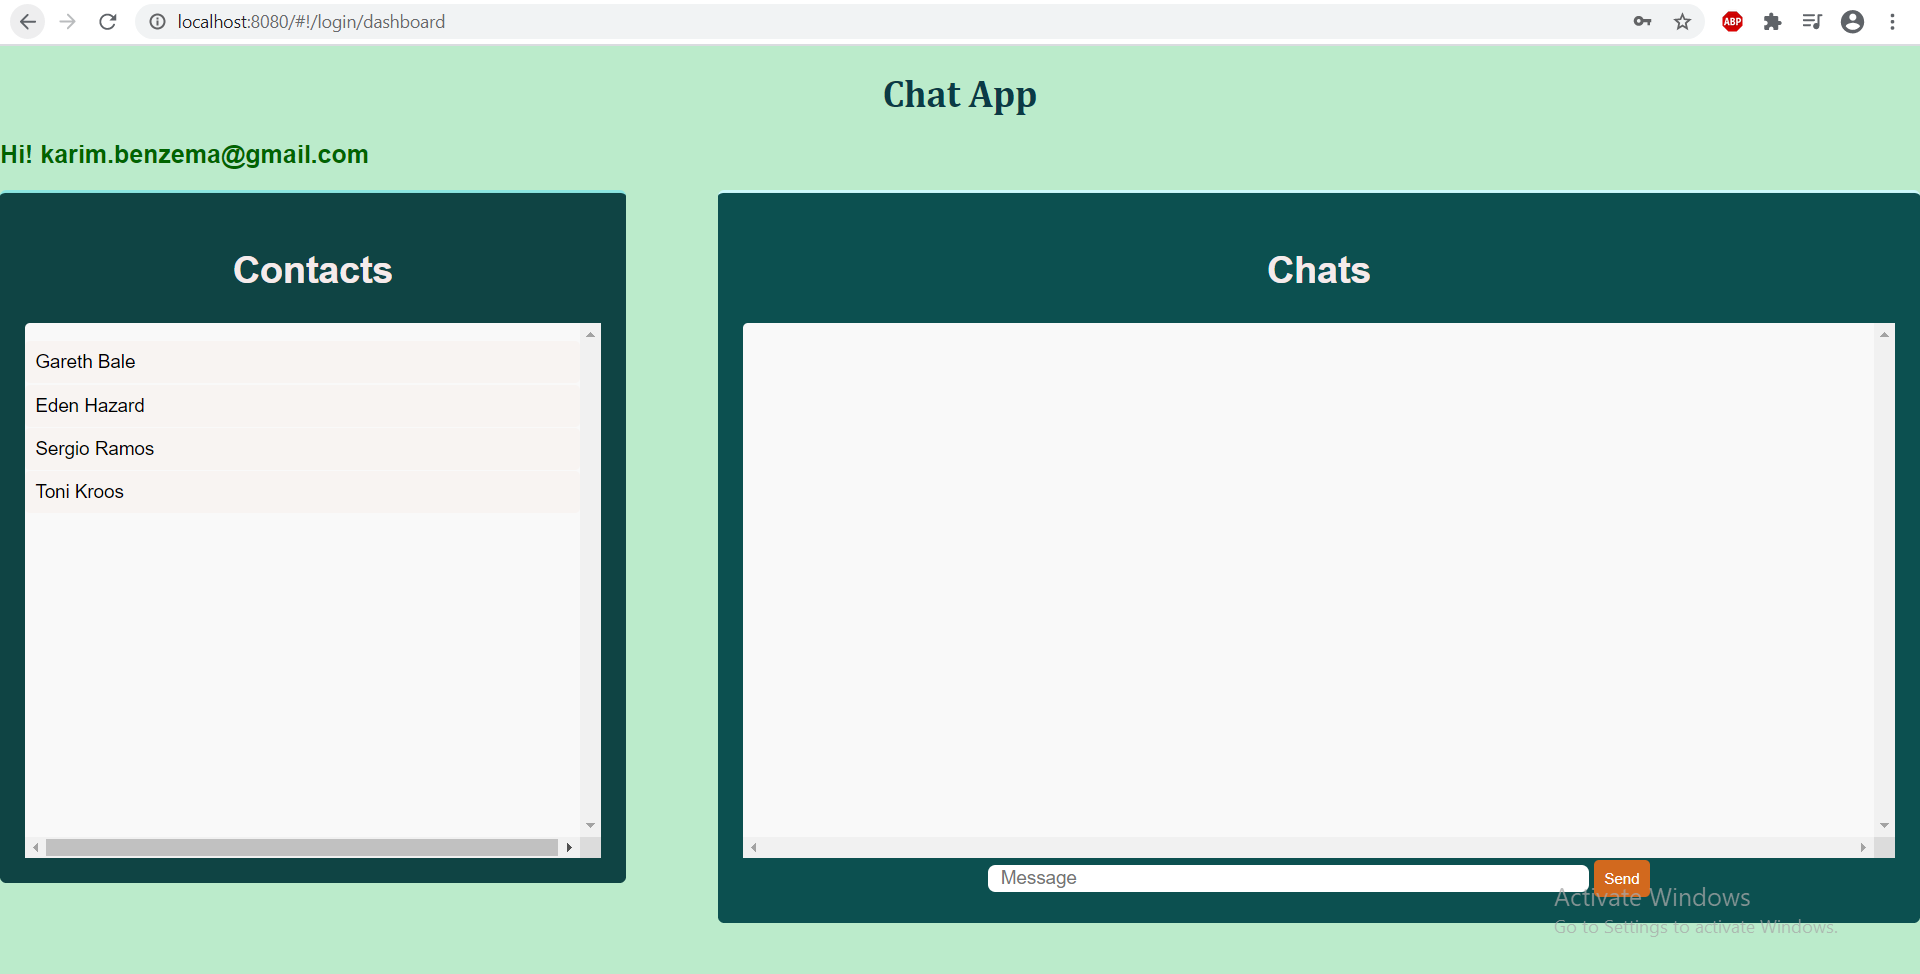 localhost:8080/#!/login/dashboard
ABP
Chat App
Hi! karim.benzema@gmail.com
Contacts
Gareth Bale
Eden Hazard
Sergio Ramos
Toni Kroos
Chats
Message
Send
Activate Windows
Go to Settings to activate Windows.